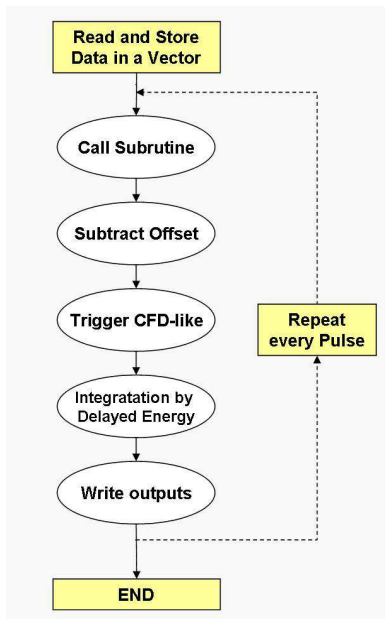 Read and Store
Data in a Vector
Call Subrutine
Subtract Offset
Trigger CFD-like
Repeat
every Pulse
Integratation by
Delayed Energy
Write outputs
END